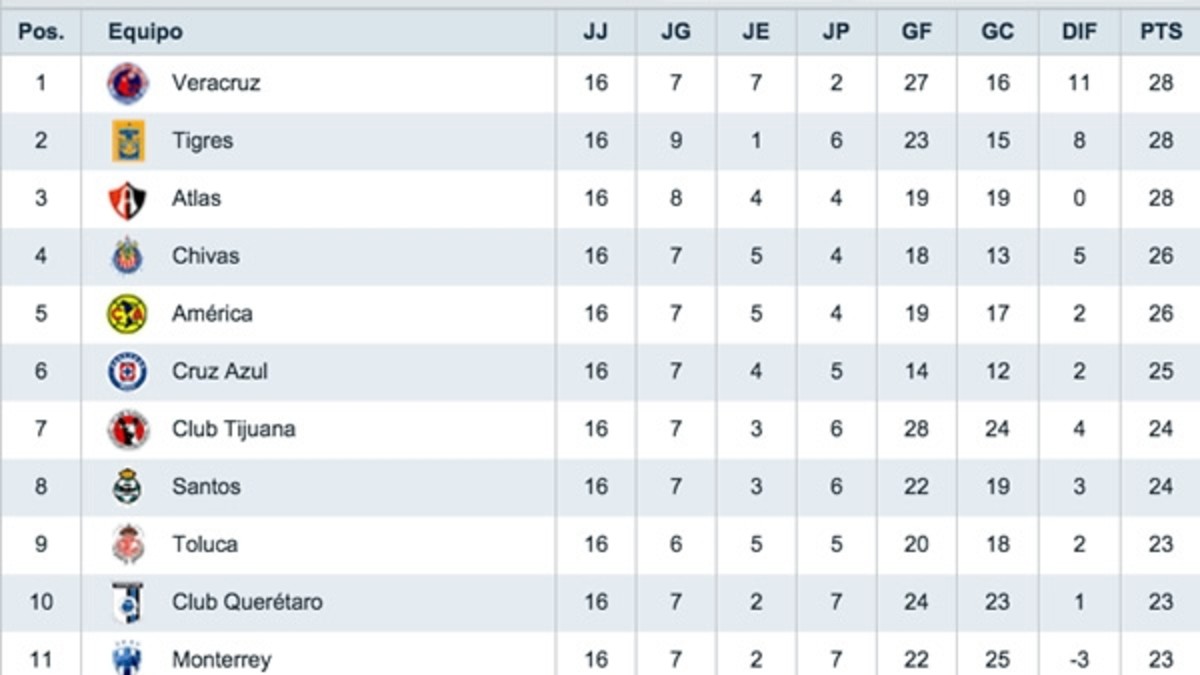 Pos. Equipo JJ JG JE JP GF GC DIF PTS
1 Veracruz 16 7 7 2 27 16 11 28
2 Tigres 16 9 1 6 23 15 8 28
3 Atlas 16 8 4 4 19 19 0 28
4 Chivas 16 7 5 4 18 13 5 26
5 América 16 7 5 4 19 17 2 26
6 Cruz Azul 16 7 4 5 14 12 2 25
7 Club Tijuana 16 7 3 6 28 24 4 24
8 Santos 16 7 3 6 22 19 3 24
9 Toluca 16 6 5 5 20 18 2 23
10 Club Querétaro 16 7 2 7 24 23 1 23
11 Monterrey 16 7 2 7 22 25 -3 23